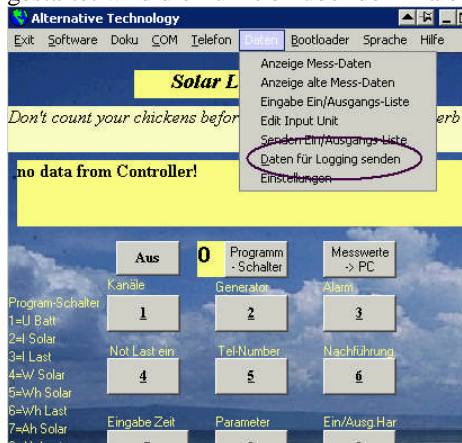 Alternative Technology
Exit Software Doku COM Telefon Daten Bootloader Sprache Hilfe
Anzeige Mess-Daten
Anzeige alte Mess-Daten
Eingabe Ein/Ausgangs-Liste
Edit Input Unit
Senden Ein/Ausgangs-Liste
Daten für Logging senden
Einstellungen
Solar L
Don't count your chickens befor erb
no data from Controller!
Aus
0
Programm
- Schalter
Messwerte
-> PC
Kanäle
Generator
Alarm
1
2
3
Program-Schalter
1=U Batt
2=I Solar
3=I Last
4=W Solar
5=Wh Solar
6=Wh Last
7=Ah Solar
Not Last ein
Tel-Number
Nachführung
4
5
6
Eingabe Zeit
Parameter
Ein/Ausg.Har